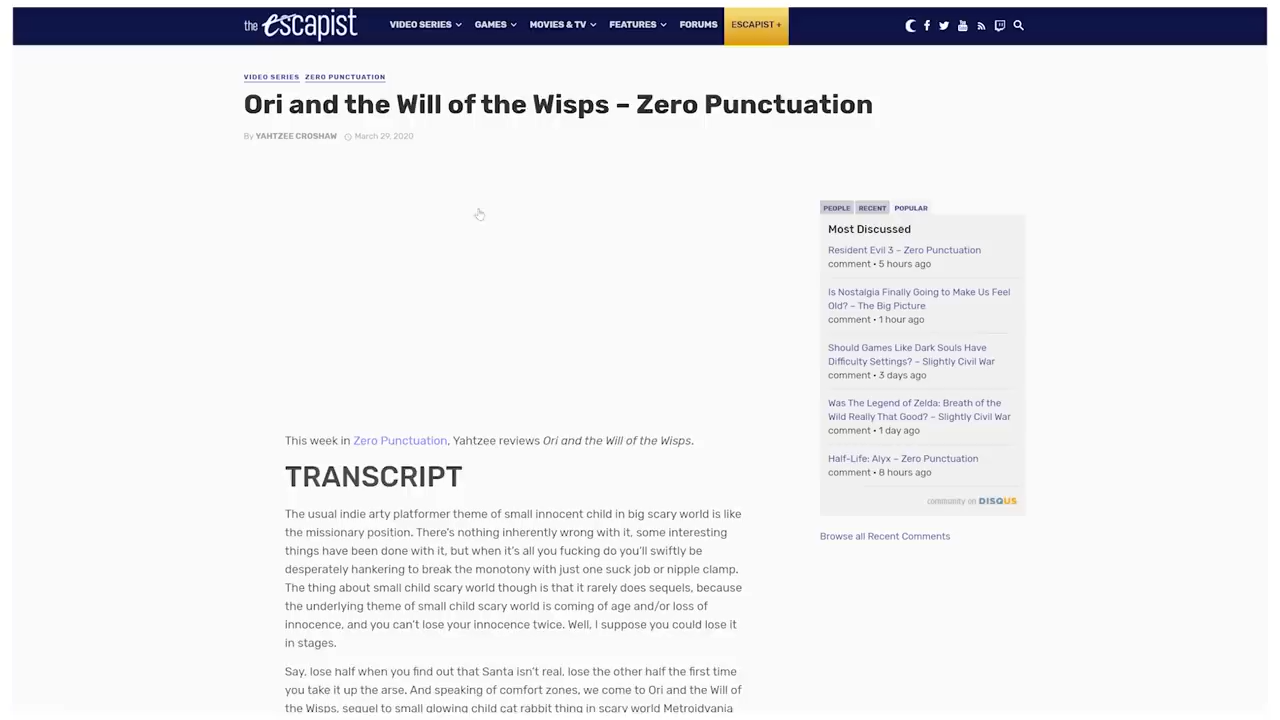 the escapist
VIDEO SERIES GAMES MOVIES & TV FEATURES FORUMS ESCAPIST +
VIDEO SERIES ZERO PUNCTUATION
Ori and the Will of the Wisps – Zero Punctuation
By YAHTZEE CROSHAW March 29, 2020
PEOPLE RECENT POPULAR
Most Discussed
Resident Evil 3 – Zero Punctuation
comment • 5 hours ago
Is Nostalgia Finally Going to Make Us Feel
Old? – The Big Picture
comment • 1 hour ago
Should Games Like Dark Souls Have
Difficulty Settings? – Slightly Civil War
comment • 3 days ago
Was The Legend of Zelda: Breath of the
Wild Really That Good? – Slightly Civil War
comment • 1 day ago
Half-Life: Alyx – Zero Punctuation
comment • 8 hours ago
community on DISQUS
Browse all Recent Comments
This week in Zero Punctuation, Yahtzee reviews Ori and the Will of the Wisps.
TRANSCRIPT
The usual indie arty platformer theme of small innocent child in big scary world is like
the missionary position. There's nothing inherently wrong with it, some interesting
things have been done with it, but when it's all you fucking do you'll swiftly be
desperately hankering to break the monotony with just one suck job or nipple clamp.
The thing about small child scary world though is that it rarely does sequels, because
the underlying theme of small child scary world is coming of age and/or loss of
innocence, and you can't lose your innocence twice. Well, I suppose you could lose it
in stages.
Say, lose half when you find out that Santa isn't real, lose the other half the first time
you take it up the arse. And speaking of comfort zones, we come to Ori and the Will of
the Wisps, sequel to small glowing child cat rabbit thing in scary world Metroidvania